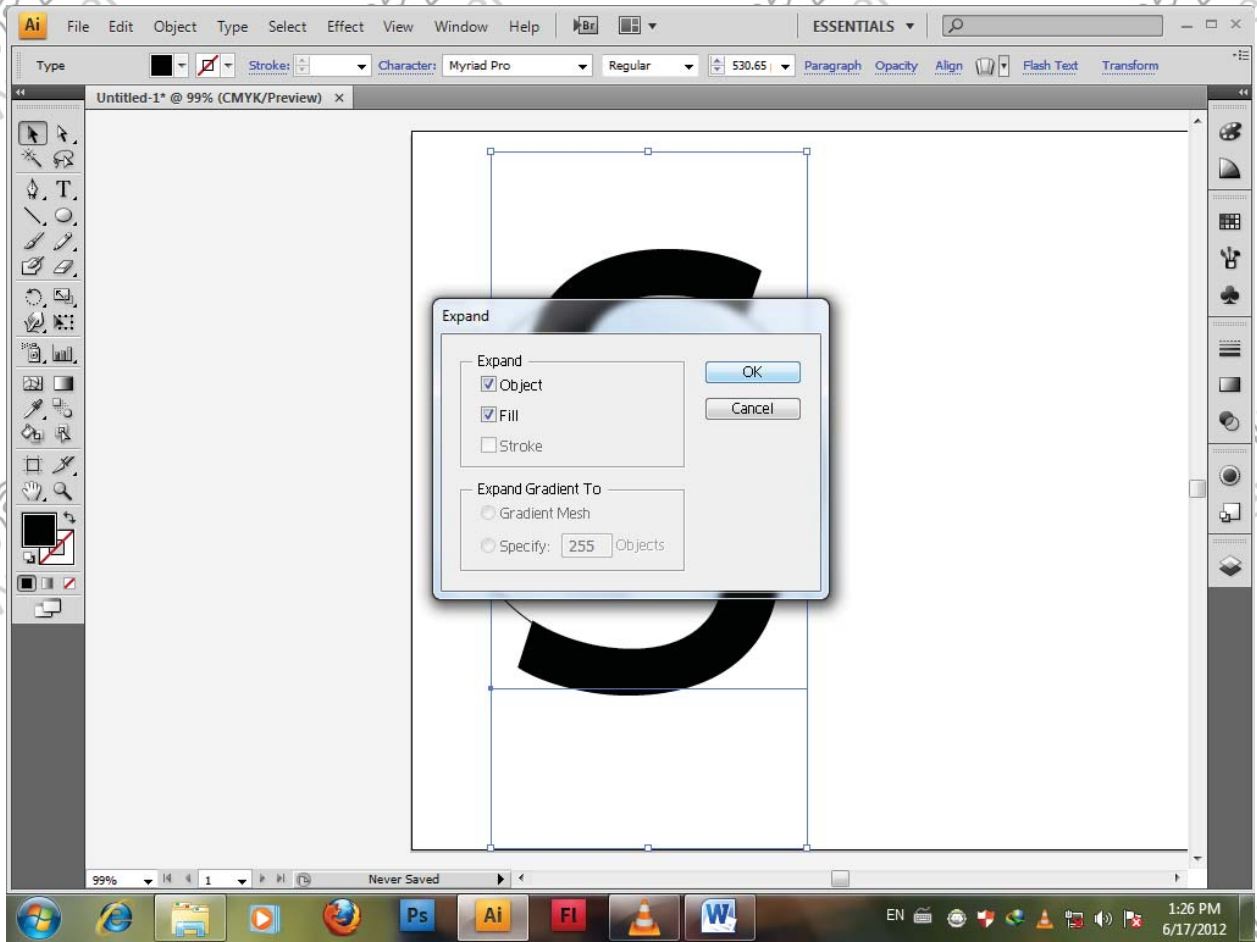 Ai File Edit Object Type Select Effect View Window Help Br ESSENTIALS
Type Stroke: Character: Myriad Pro Regular 530.65 Paragraph Opacity Align Flash Text Transform
Untitled-1* @ 99% (CMYK/Preview)
T
S
Expand
Expand
Object
Fill
Stroke
OK
Cancel
Expand Gradient To
Gradient Mesh
Specify: 255 Objects
99% 1 Never Saved
Ps Ai Fl W EN 1:26 PM
6/17/2012